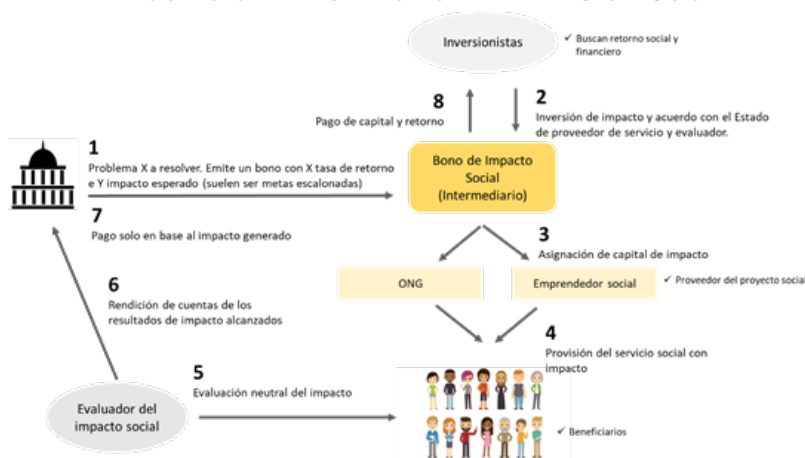 Inversionistas
✓ Buscan retorno social y
financiero
8
Pago de capital y retorno
2
Inversión de impacto y acuerdo con el Estado
de proveedor de servicio y evaluador.
1
Problema X a resolver. Emite un bono con X tasa de retorno
e Y impacto esperado (suelen ser metas escalonadas)
Bono de Impacto
Social
(Intermediario)
7
Pago solo en base al impacto generado
3
Asignación de capital de impacto
ONG
Emprendedor social
✓ Proveedor del proyecto social
6
Rendición de cuentas de los
resultados de impacto alcanzados
4
Provisión del servicio social con
impacto
5
Evaluación neutral del impacto
Evaluador del
impacto social
✓ Beneficiarios